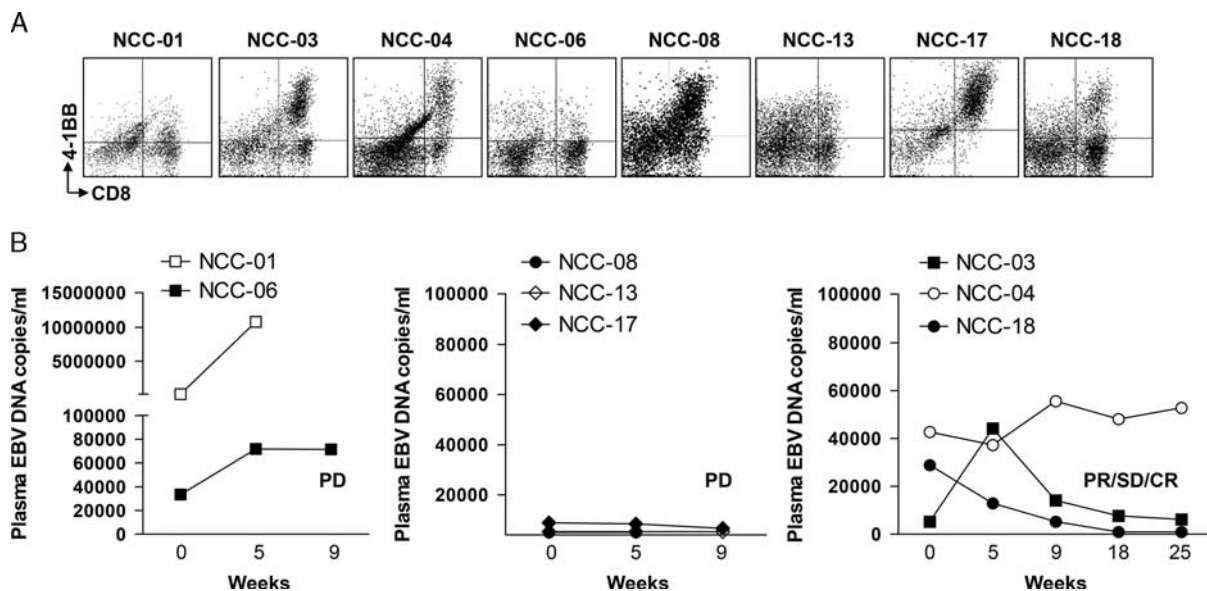 A
NCC-01 NCC-03 NCC-04 NCC-06 NCC-08 NCC-13 NCC-17 NCC-18
4-1BB
CD8
B
NCC-01
NCC-06
Plasma EBV DNA copies/ml
15000000
10000000
5000000
100000
80000
60000
40000
20000
0
PD
0 5 9
Weeks
NCC-08
NCC-13
NCC-17
Plasma EBV DNA copies/ml
100000
80000
60000
40000
20000
PD
0 5 9
Weeks
NCC-03
NCC-04
NCC-18
Plasma EBV DNA copies/ml
100000
80000
60000
40000
20000
0
PR/SD/CR
0 5 9 18 25
Weeks